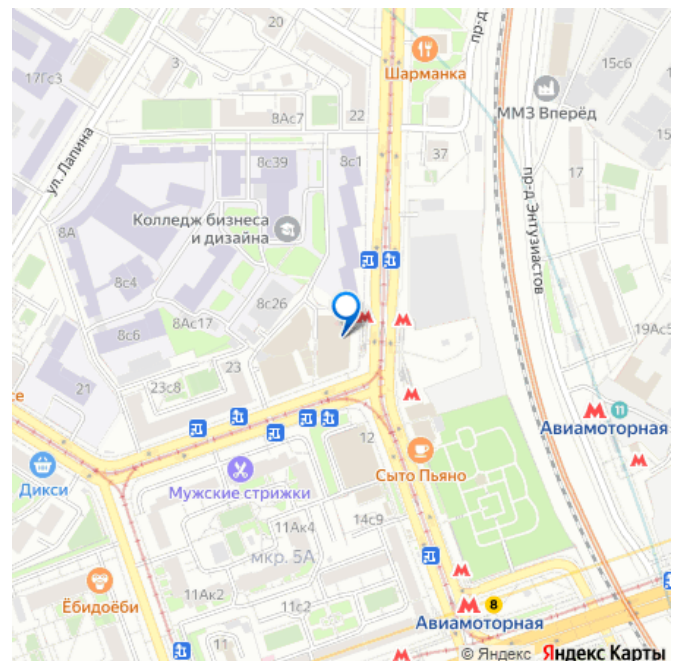 20
3
17Гс3
Шарманка
пр-д
15с6
ММЗ Вперёд
8Ас7
22
15
ул. Лапина
37
8с39
8с1
17
пр-д Энтузиастов
Колледж бизнеса
и дизайна
8А
8с4
8с26
8с6
8Ас17
23
19Ас5
21
23с8
се
11
Авиамоторная
12
Сыто Пьяно
Дикси
Мужские стрижки
14с9
11Ак4
мкр. 5А
Ёбидоёби
11Ак2
11с2
8
Авиамоторная
11
© Яндекс Яндекс Карты